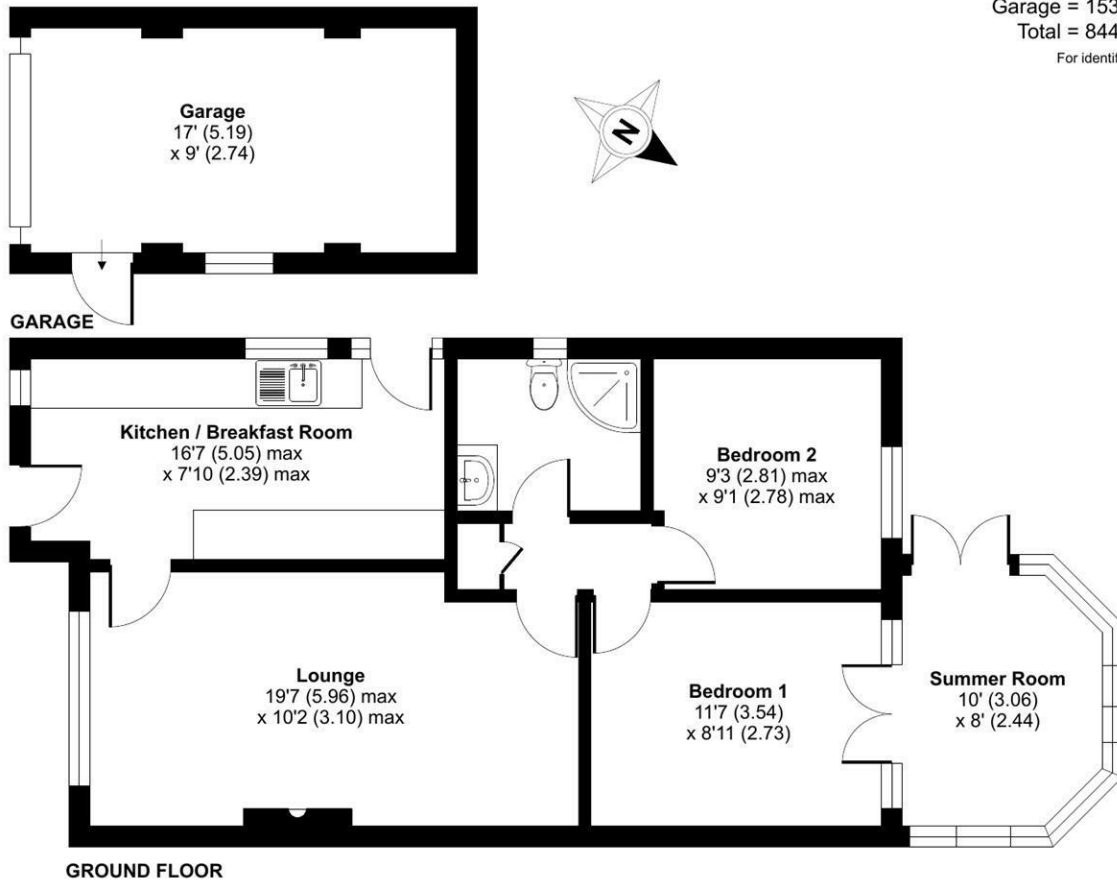 Garage = 153
Total = 844
For identif
Garage
17' (5.19)
x 9' (2.74)
N
GARAGE
Kitchen / Breakfast Room
16'7 (5.05) max
x 7'10 (2.39) max
Bedroom 2
9'3 (2.81) max
x 9'1 (2.78) max
Lounge
19'7 (5.96) max
x 10'2 (3.10) max
Bedroom 1
11'7 (3.54)
x 8'11 (2.73)
Summer Room
10' (3.06)
x 8' (2.44)
GROUND FLOOR